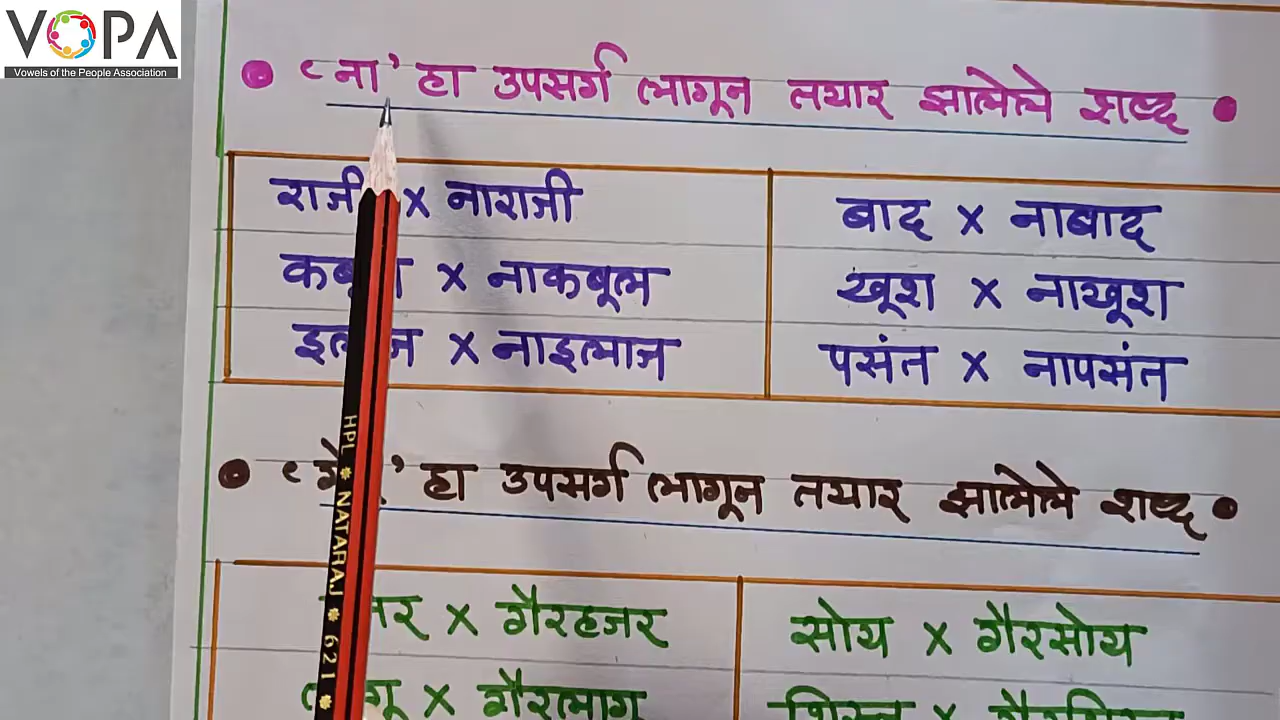 VOPA
Vowels of the People Association
• 'ना' हा उपसर्ग लागून तयार झालेले शब्द •
राजी x नाराजी
बाद x नाबाद
x नाकबूल
खूश x नाखूश
x नाइलाज
पसंत x नापसंत
• हा उपसर्ग लागून तयार झालेले शब्द •
x गैरहजर
सोय x गैरसोय
x गैरलागू
x
HPL NATARAJ 621